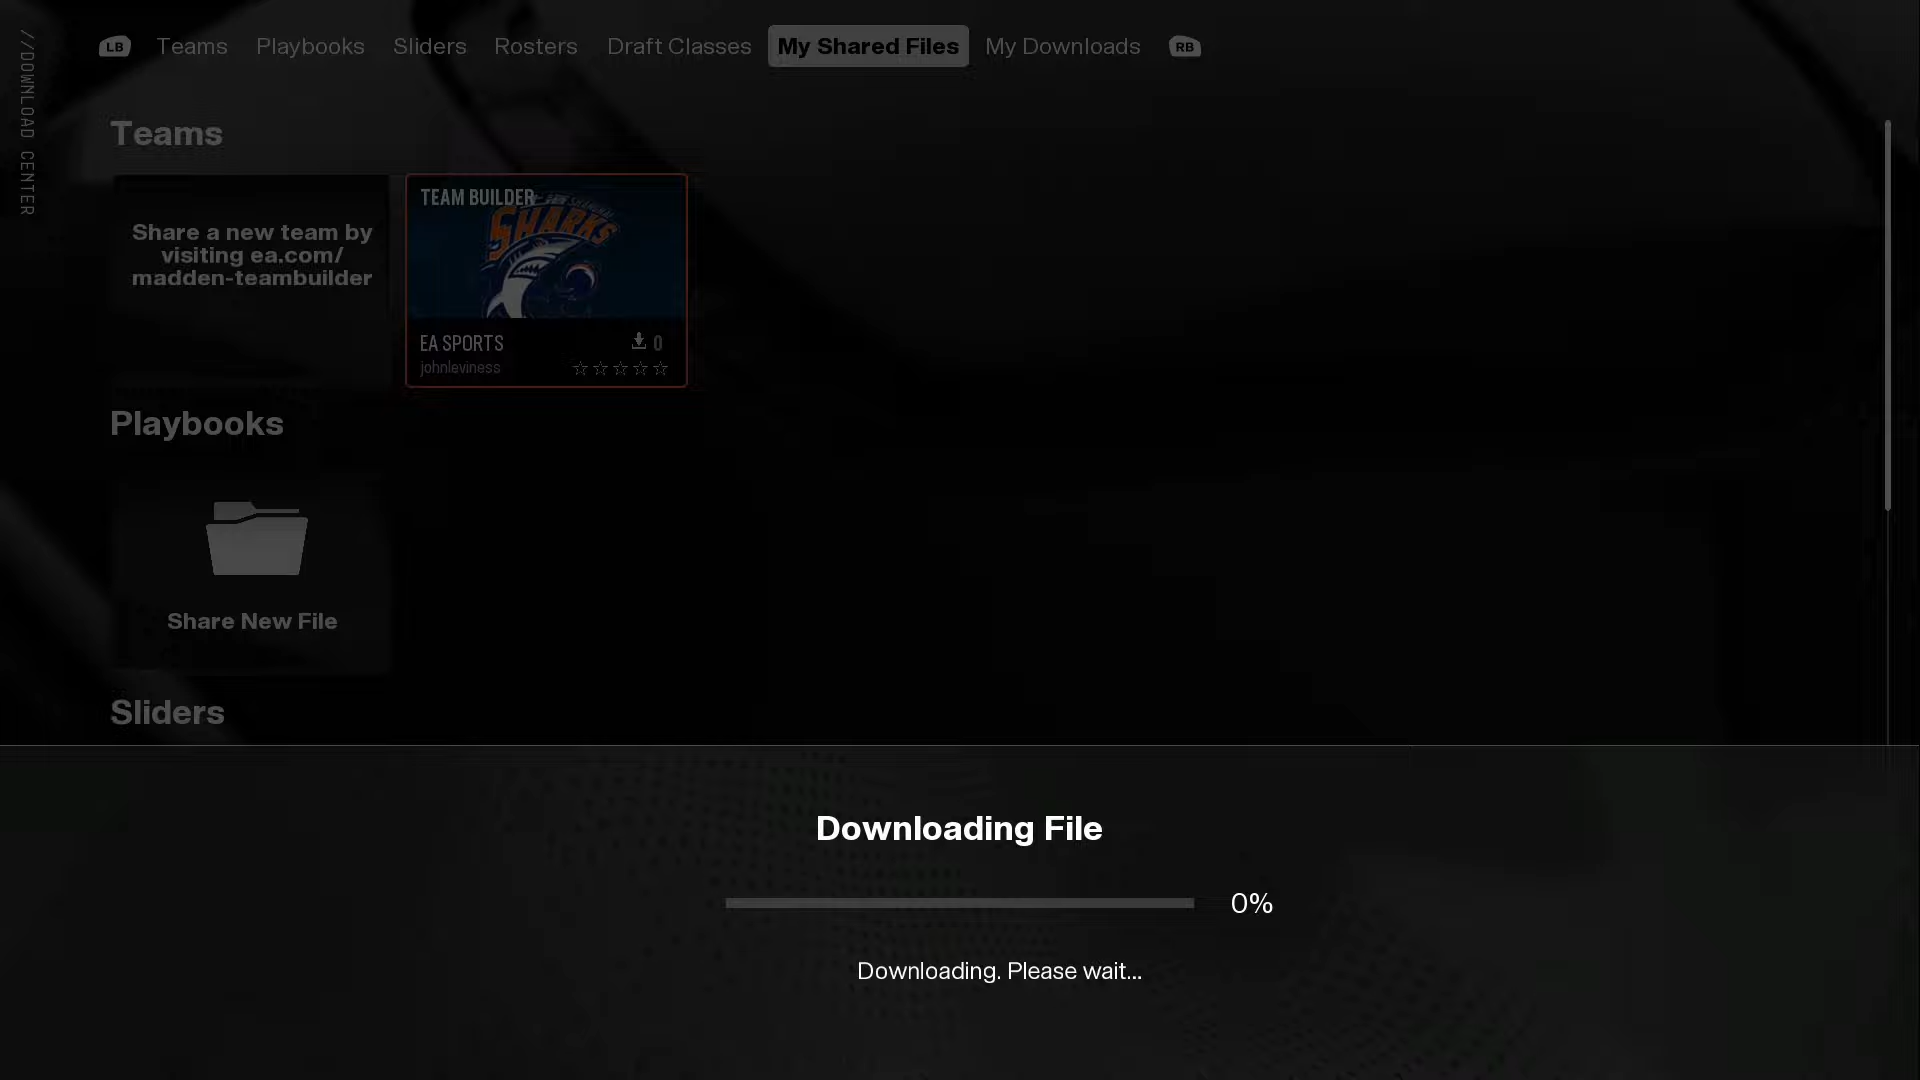 //DOWNLOAD CENTER
LB Teams Playbooks Sliders Rosters Draft Classes My Shared Files My Downloads RB
Teams
Share a new team by
visiting ea.com/
madden-teambuilder
TEAM BUILDER
SHARKS
EA SPORTS 0
johnleviness
Playbooks
Share New File
Sliders
Downloading File
0%
Downloading. Please wait...